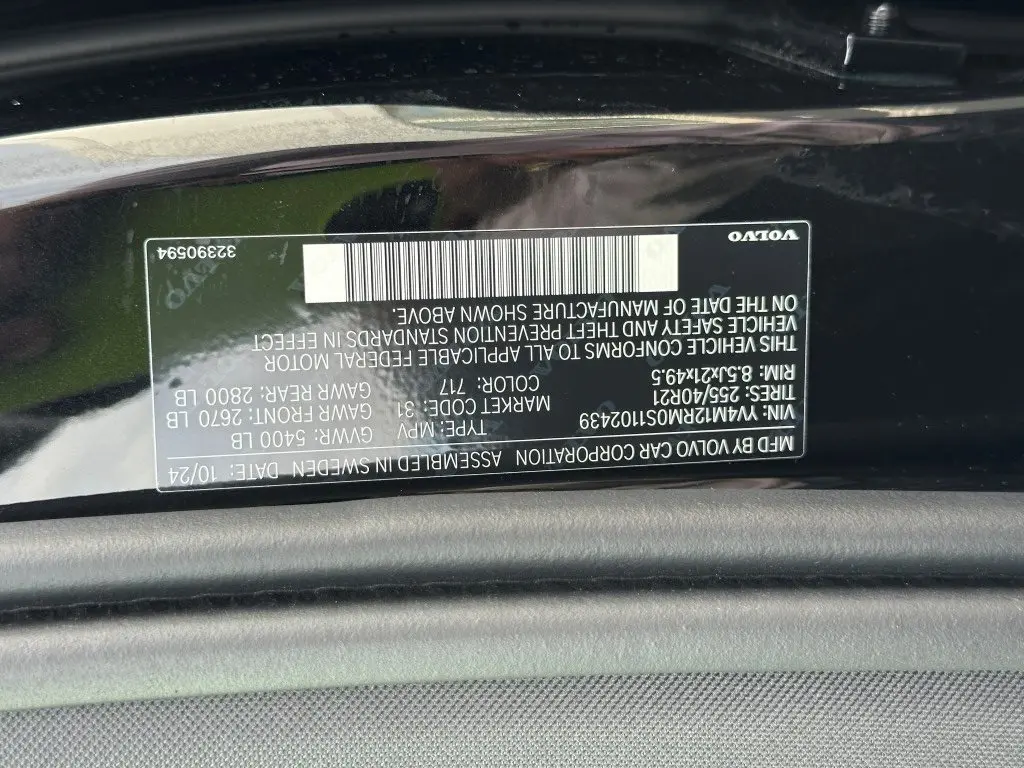 MFD BY VOLVO CAR CORPORATION ASSEMBLED IN SWEDEN DATE: 10/24
VIN: YV4M12RM0S1102439 TYPE: MPV GVWR: 5400 LB
TIRES: 255/40R21 MARKET CODE: 31 GAWR FRONT: 2670 LB
RIM: 8.5Jx21x49.5 COLOR: 717 GAWR REAR: 2800 LB
THIS VEHICLE CONFORMS TO ALL APPLICABLE FEDERAL MOTOR
VEHICLE SAFETY AND THEFT PREVENTION STANDARDS IN EFFECT
ON THE DATE OF MANUFACTURE SHOWN ABOVE.
VOLVO 32390594